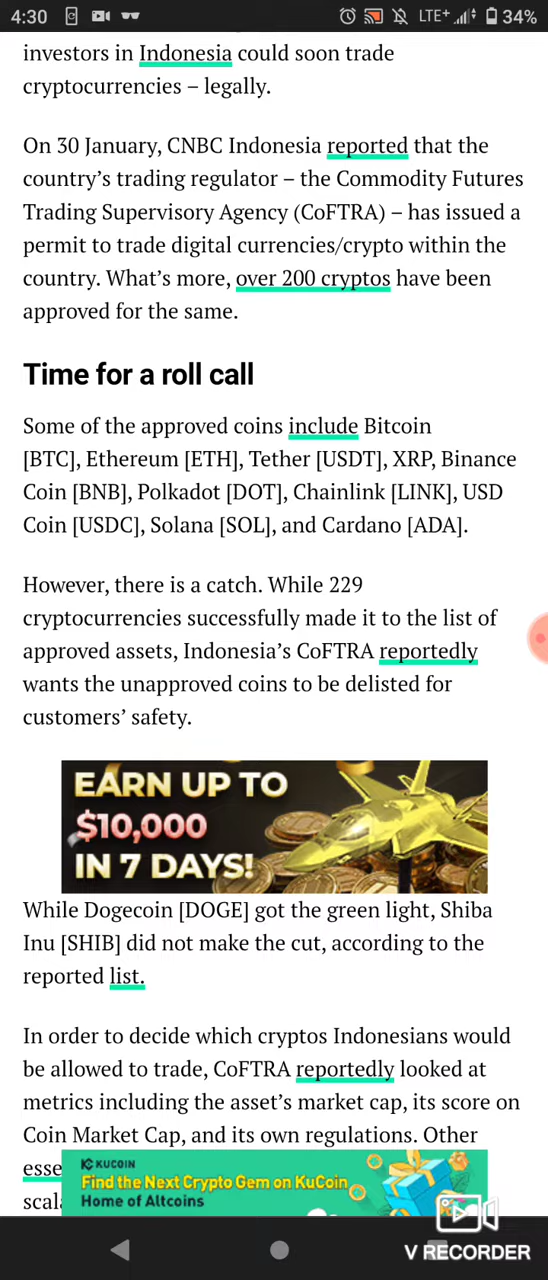 4:30
LTE+
34%
investors in Indonesia could soon trade
cryptocurrencies – legally.
On 30 January, CNBC Indonesia reported that the
country’s trading regulator – the Commodity Futures
Trading Supervisory Agency (CoFTRA) – has issued a
permit to trade digital currencies/crypto within the
country. What’s more, over 200 cryptos have been
approved for the same.
Time for a roll call
Some of the approved coins include Bitcoin
[BTC], Ethereum [ETH], Tether [USDT], XRP, Binance
Coin [BNB], Polkadot [DOT], Chainlink [LINK], USD
Coin [USDC], Solana [SOL], and Cardano [ADA].
However, there is a catch. While 229
cryptocurrencies successfully made it to the list of
approved assets, Indonesia’s CoFTRA reportedly
wants the unapproved coins to be delisted for
customers’ safety.
EARN UP TO
$10,000
IN 7 DAYS!
While Dogecoin [DOGE] got the green light, Shiba
Inu [SHIB] did not make the cut, according to the
reported list.
In order to decide which cryptos Indonesians would
be allowed to trade, CoFTRA reportedly looked at
metrics including the asset’s market cap, its score on
Coin Market Cap, and its own regulations. Other
KUCOIN
Find the Next Crypto Gem on KuCoin
Home of Altcoins
V RECORDER